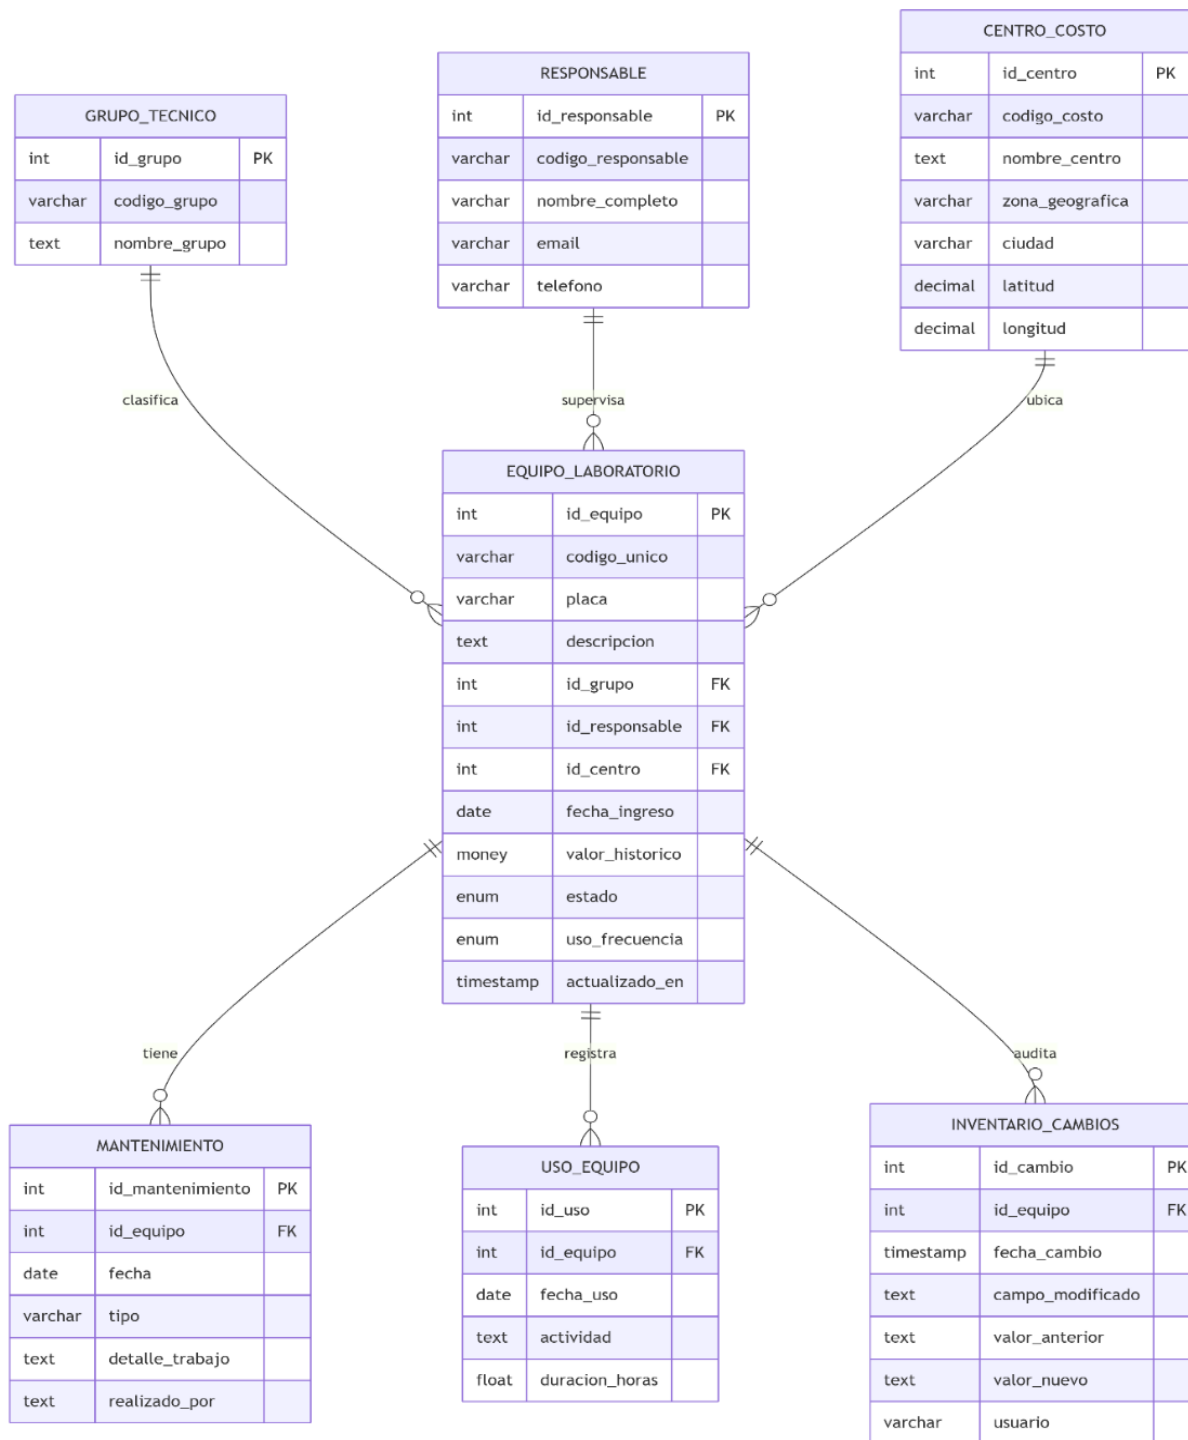 GRUPO_TECNICO
int id_grupo PK
varchar codigo_grupo
text nombre_grupo
RESPONSABLE
int id_responsable PK
varchar codigo_responsable
varchar nombre_completo
varchar email
varchar telefono
CENTRO_COSTO
int id_centro PK
varchar codigo_costo
text nombre_centro
varchar zona_geografica
varchar ciudad
decimal latitud
decimal longitud
clasifica
supervisa
ubica
EQUIPO_LABORATORIO
int id_equipo PK
varchar codigo_unico
varchar placa
text descripcion
int id_grupo FK
int id_responsable FK
int id_centro FK
date fecha_ingreso
money valor_historico
enum estado
enum uso_frecuencia
timestamp actualizado_en
tiene
registra
audita
MANTENIMIENTO
int id_mantenimiento PK
int id_equipo FK
date fecha
varchar tipo
text detalle_trabajo
text realizado_por
USO_EQUIPO
int id_uso PK
int id_equipo FK
date fecha_uso
text actividad
float duracion_horas
INVENTARIO_CAMBIOS
int id_cambio PK
int id_equipo FK
timestamp fecha_cambio
text campo_modificado
text valor_anterior
text valor_nuevo
varchar usuario